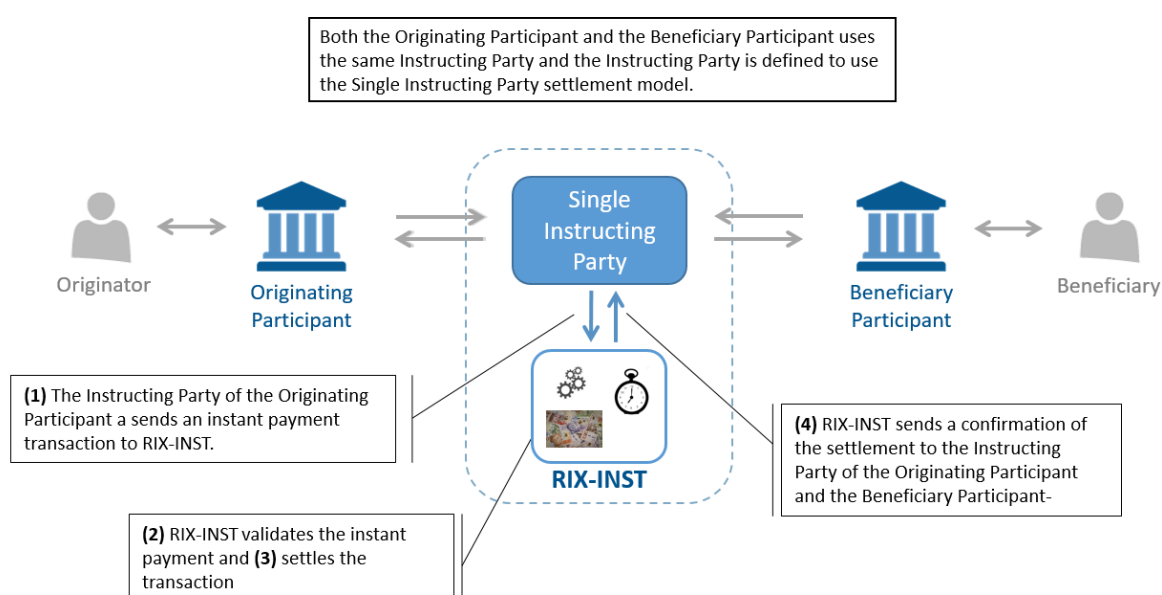 Both the Originating Participant and the Beneficiary Participant uses
the same Instructing Party and the Instructing Party is defined to use
the Single Instructing Party settlement model.
Single
Instructing
Party
Originator
Originating
Participant
Beneficiary
Participant
Beneficiary
(1) The Instructing Party of the Originating
Participant a sends an instant payment
transaction to RIX-INST.
RIX-INST
(4) RIX-INST sends a confirmation of
the settlement to the Instructing
Party of the Originating Participant
and the Beneficiary Participant-
(2) RIX-INST validates the instant
payment and (3) settles the
transaction